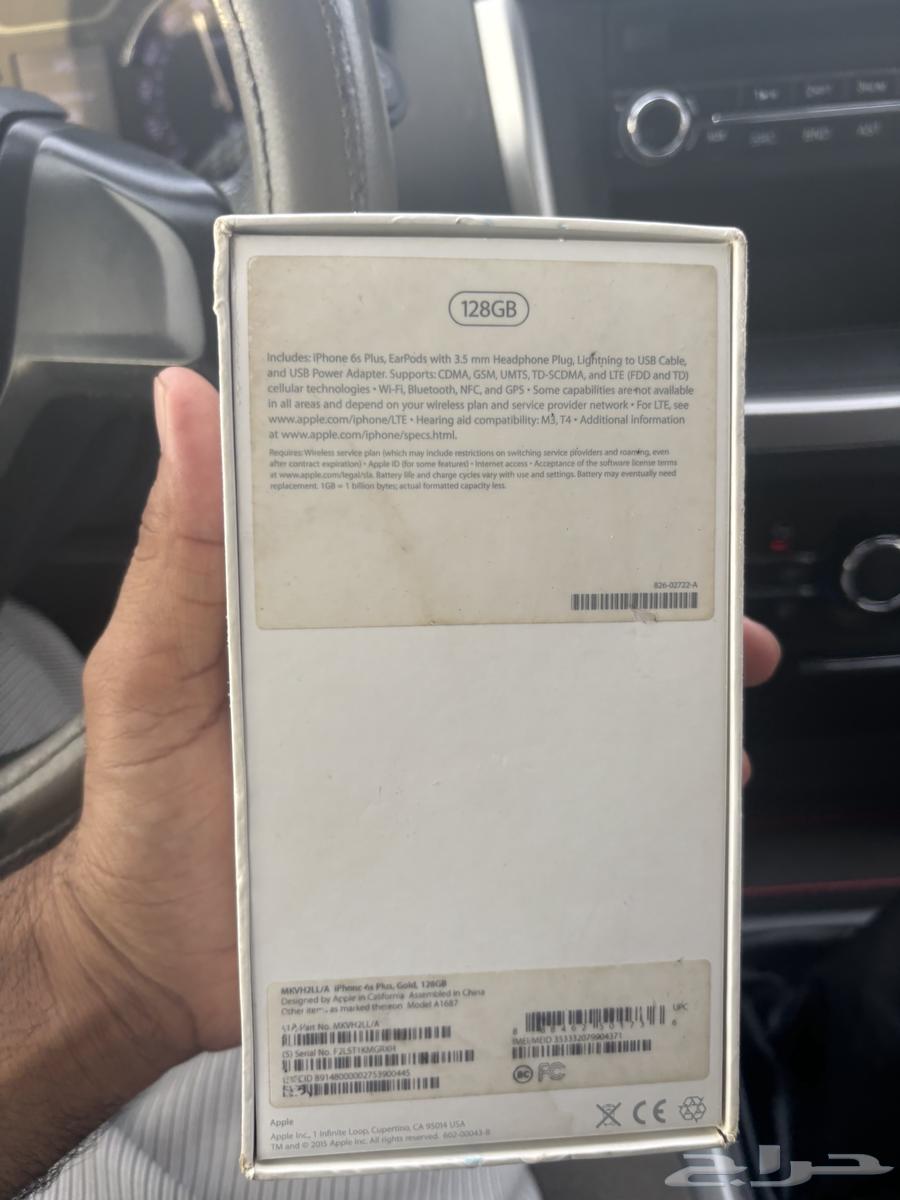 128GB
Includes: iPhone 6s Plus, EarPods with 3.5 mm Headphone Plug, Lightning to USB Cable,
and USB Power Adapter. Supports: CDMA, GSM, UMTS, TD-SCDMA, and LTE (FDD and TD)
cellular technologies • Wi-Fi, Bluetooth, NFC, and GPS • Some capabilities are not available
in all areas and depend on your wireless plan and service provider network • For LTE, see
www.apple.com/iphone/LTE • Hearing aid compatibility: M3, T4 • Additional information
at www.apple.com/iphone/specs.html.
Requires: Wireless service plan (which may include restrictions on switching service providers and roaming, even
after contract expiration) • Apple ID (for some features) • Internet access • Acceptance of the software license terms
at www.apple.com/legal/sla. Battery life and charge cycles vary with use and settings. Battery may eventually need
replacement. 1GB = 1 billion bytes; actual formatted capacity less.
826-02722-A
MKVH2LL/A iPhone 6s Plus, Gold, 128GB
Designed by Apple in California Assembled in China
Other items as marked thereon Model A1687
Part No. MKVH2LL/A
UPC
(S) Serial No.
IMEI/MEID 353332079904371
89148000002753900445
FC
Apple
Apple Inc., 1 Infinite Loop, Cupertino, CA 95014 USA
TM and © 2015 Apple Inc. All rights reserved. 602-00043-B
CE
حراج